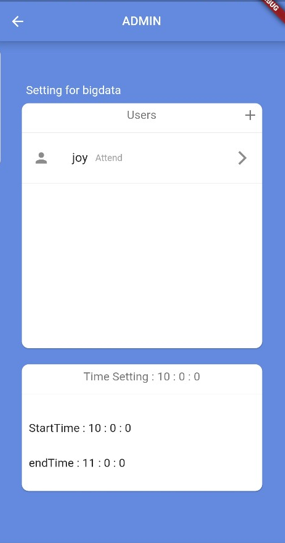 ADMIN
Setting for bigdata
Users
joy Attend
Time Setting : 10 : 0 : 0
StartTime : 10 : 0 : 0
endTime : 11 : 0 : 0